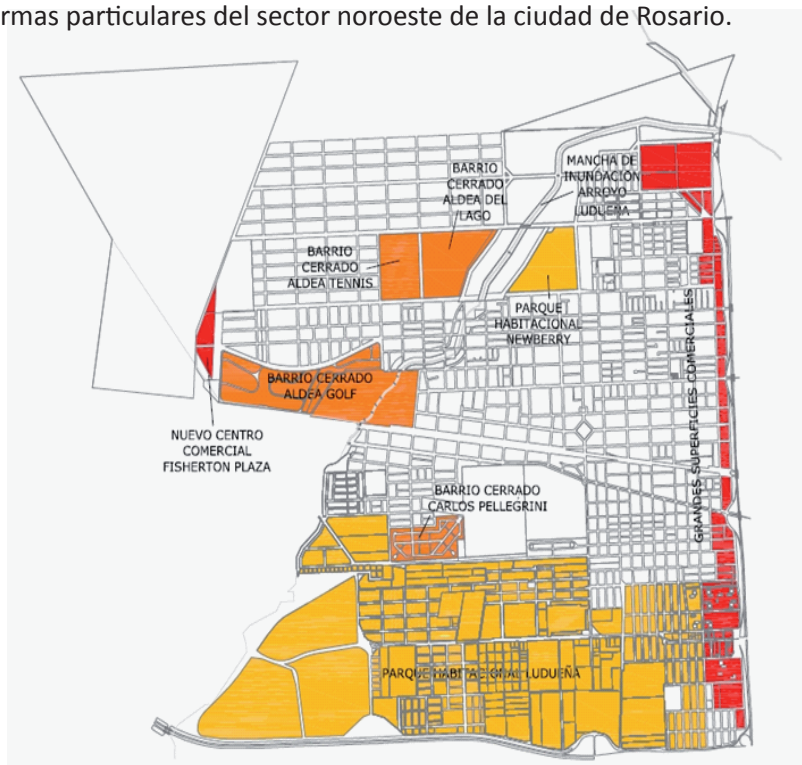 rmas particulares del sector noroeste de la ciudad de Rosario.
BARRIO
CERRADO
ALDEA DEL
LAGO
MANCHA DE
INUNDACIÓN
ARROYO
LUDUEÑA
BARRIO
CERRADO
ALDEA TENNIS
PARQUE
HABITACIONAL
NEWBERRY
BARRIO CERRADO
ALDEA GOLF
NUEVO CENTRO
COMERCIAL
FISHERTON PLAZA
GRANDES SUPERFICIES COMERCIALES
BARRIO CERRADO
CARLOS PELLEGRINI
PARQUE HABITACIONAL LUDUEÑA